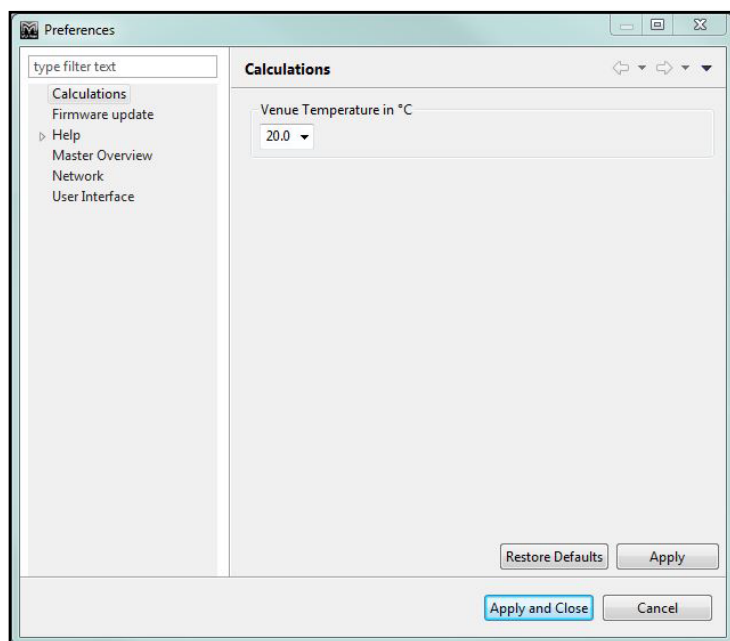 Preferences
type filter text
Calculations
Firmware update
Help
Master Overview
Network
User Interface
Calculations
Venue Temperature in °C
20.0
Restore Defaults
Apply
Apply and Close
Cancel